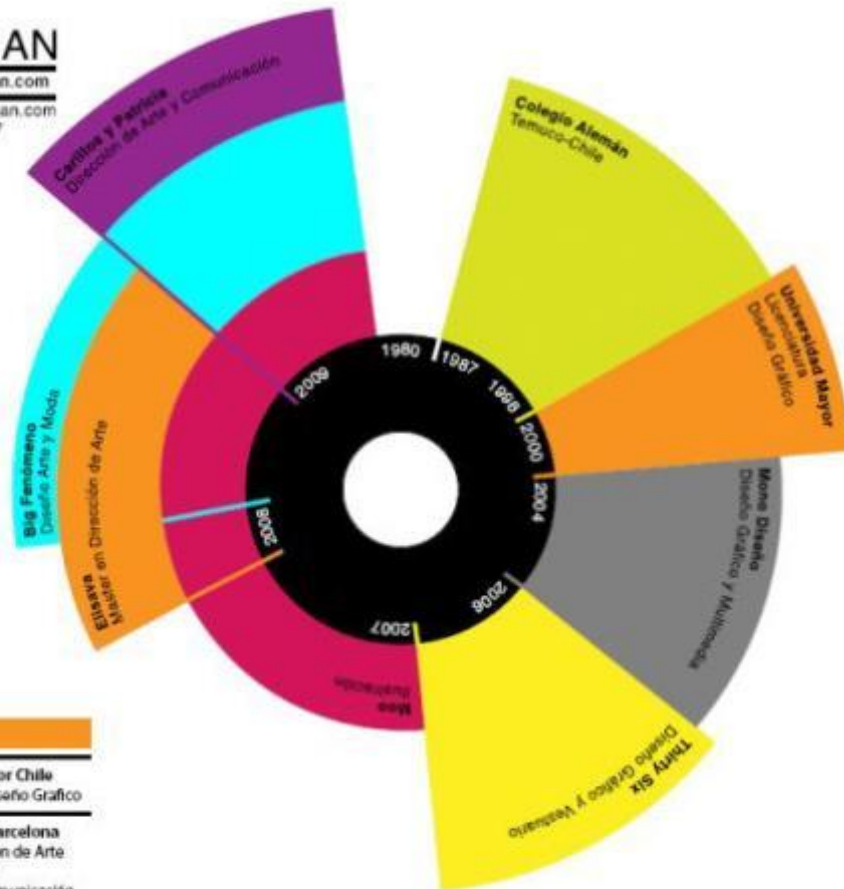 AN
n.com
an.com
Carlitos y Patricia
Dirección de Arte y Comunicación
Colegio Alemán
Temuco-Chile
Universidad Mayor
Licenciatura
Diseño Gráfico
Mono Diseño
Diseño Gráfico y Multimedia
Thirty Six
Diseño Gráfico y Vestuario
Moo
Ilustración
Elisava
Master en Dirección de Arte
Big Fenómeno
Diseño Arte y Moda
1980
1987
1998
2000
2004
2006
2007
2008
2009
or Chile
seño Grafico
arcelona
n de Arte